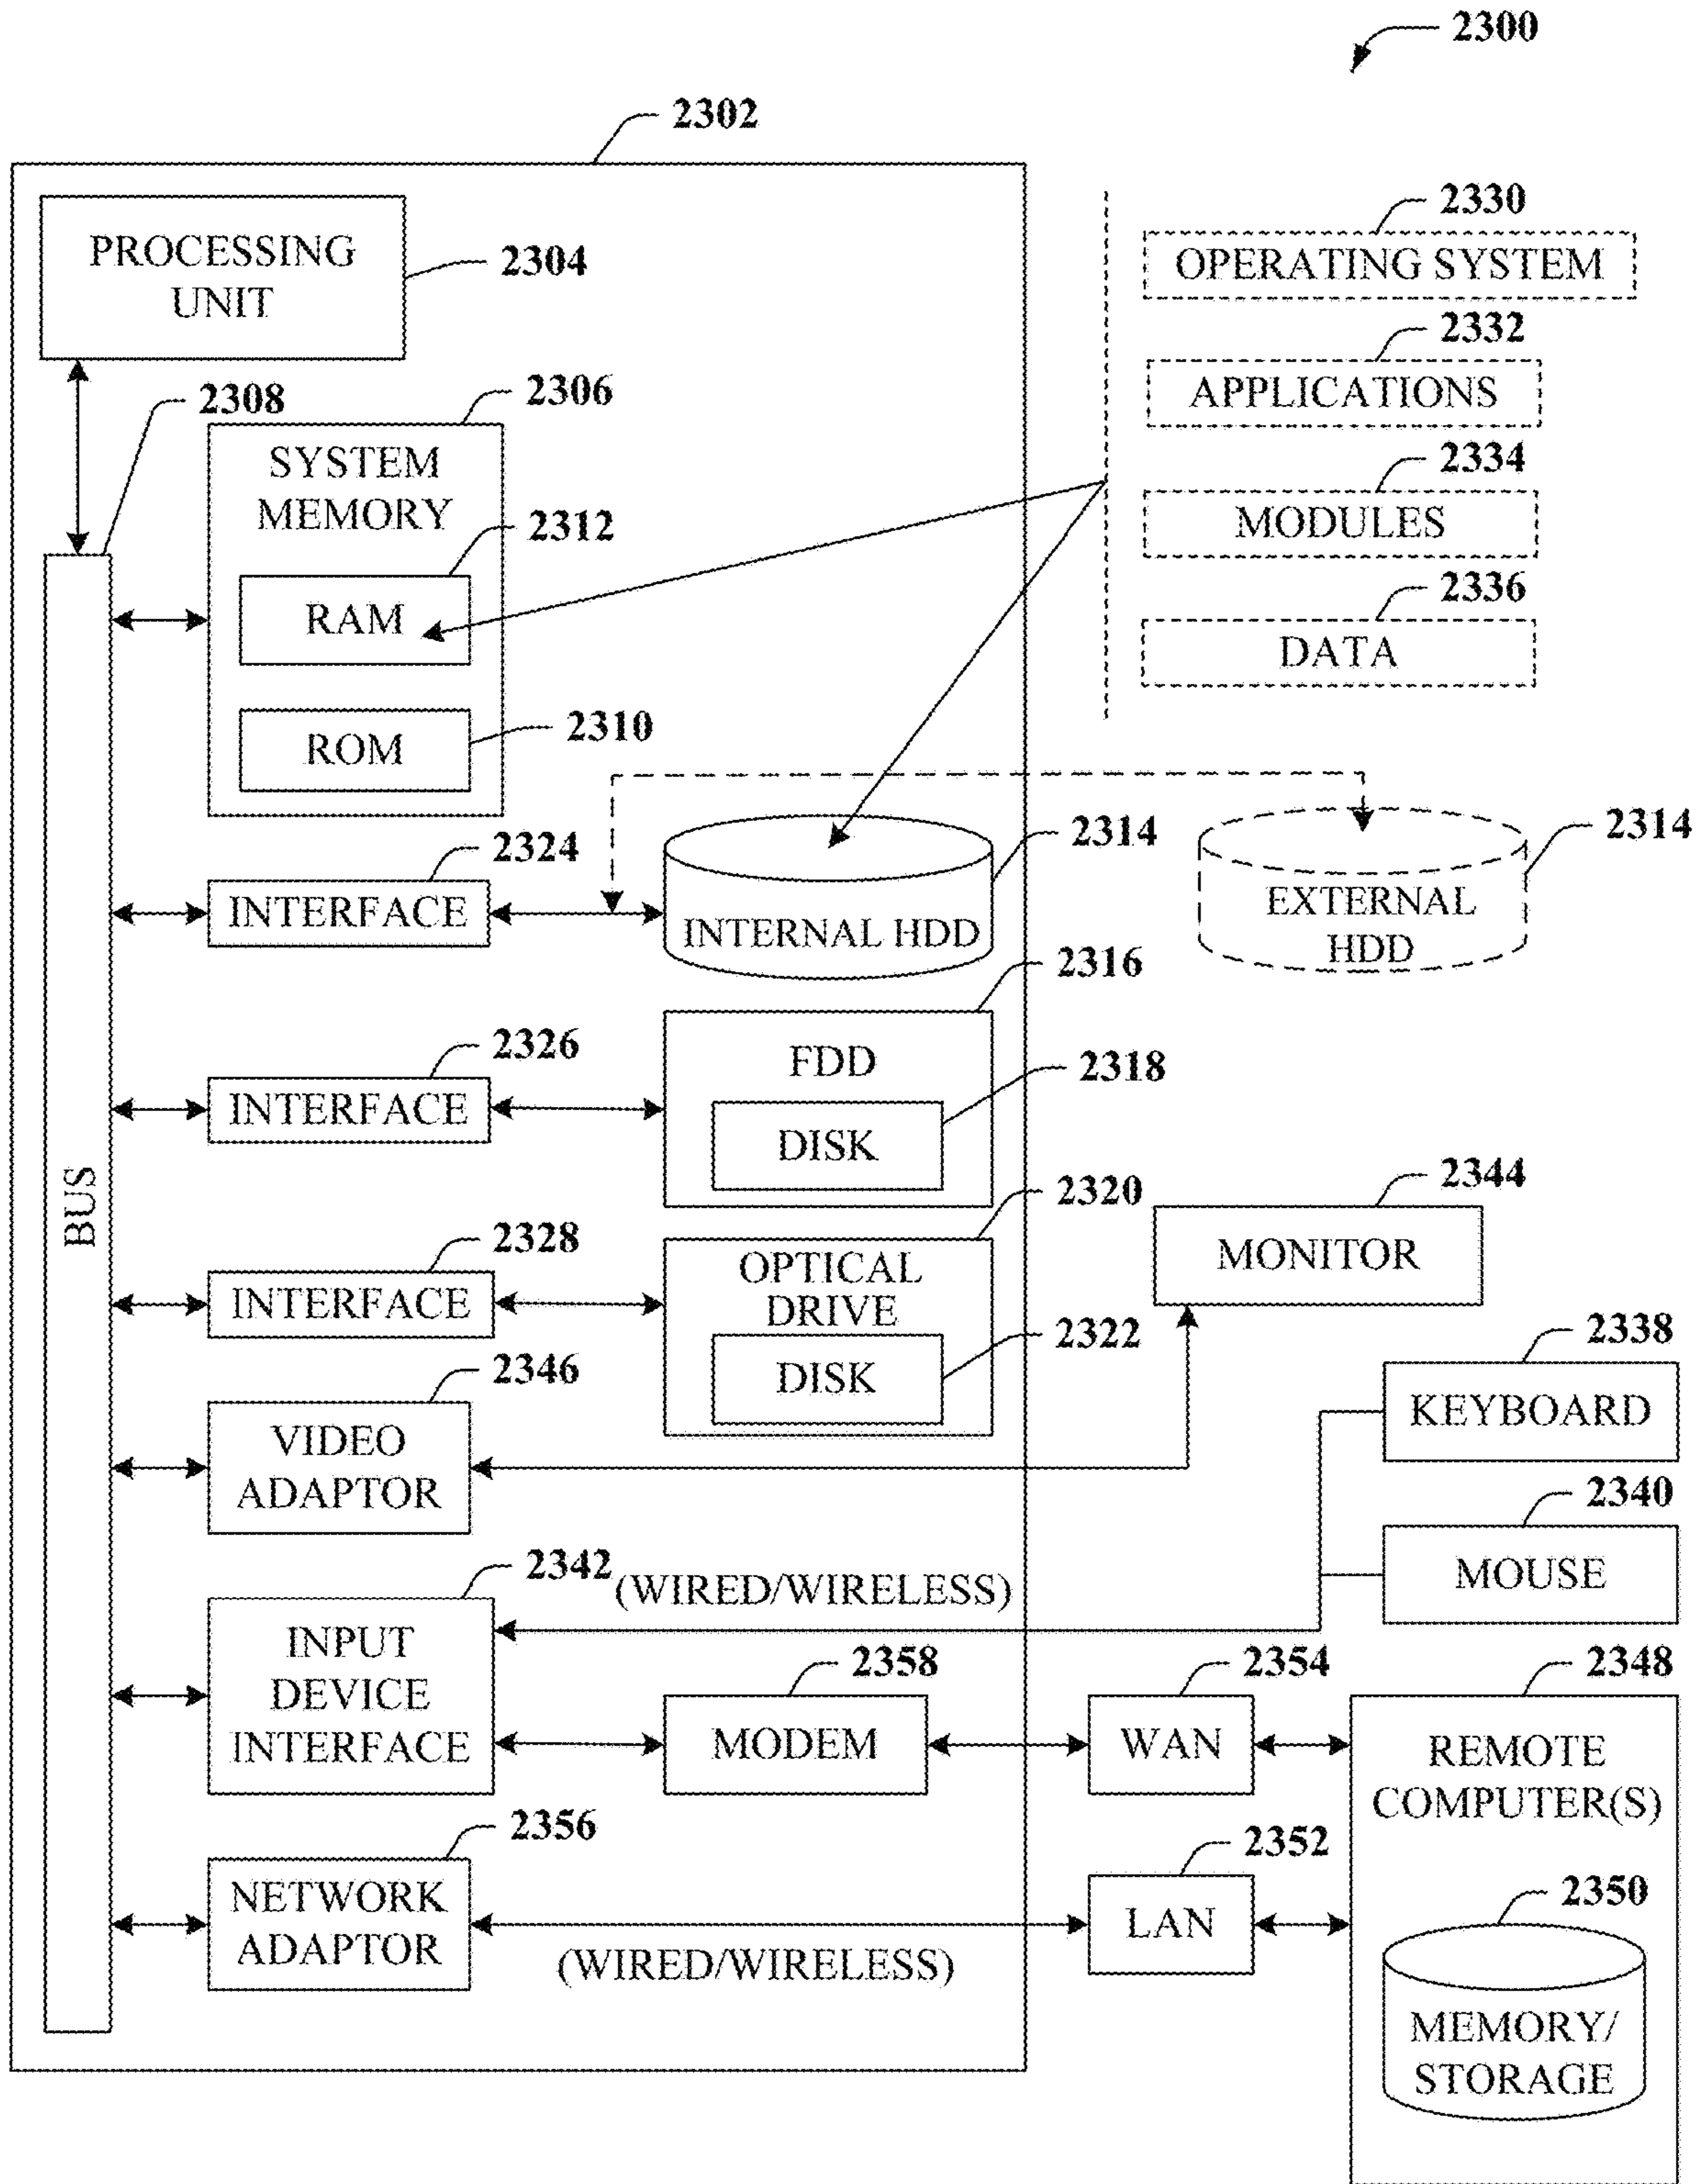 2300
2302
PROCESSING
UNIT
2304
2330
OPERATING SYSTEM
2332
APPLICATIONS
2334
MODULES
2336
DATA
2308
2306
SYSTEM
MEMORY
2312
RAM
2310
ROM
2324
INTERFACE
2314
INTERNAL HDD
2314
EXTERNAL
HDD
2316
FDD
2318
DISK
2326
INTERFACE
BUS
2320
OPTICAL
DRIVE
2322
DISK
2328
INTERFACE
2344
MONITOR
2346
VIDEO
ADAPTOR
2338
KEYBOARD
2340
MOUSE
2342
(WIRED/WIRELESS)
INPUT
DEVICE
INTERFACE
2358
MODEM
2354
WAN
2348
REMOTE
COMPUTER(S)
2356
NETWORK
ADAPTOR
(WIRED/WIRELESS)
2352
LAN
2350
MEMORY/
STORAGE